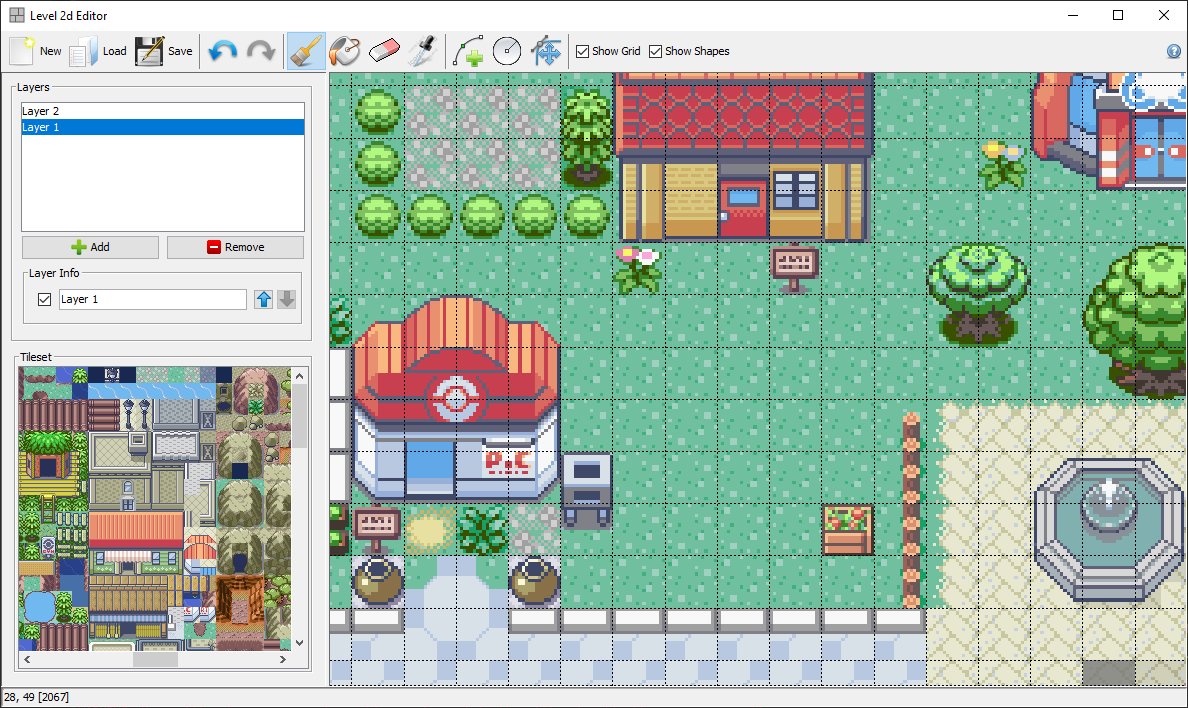 Level 2d Editor
New Load Save Show Grid Show Shapes
Layers
Layer 2
Layer 1
Add Remove
Layer Info
Layer 1
Tileset
P.C
28, 49 [2067]